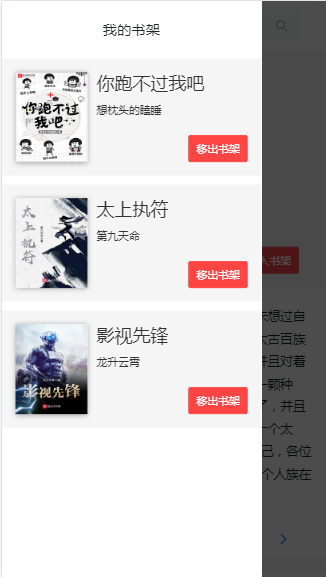 我的书架
你跑不过我吧
你跑不过
我吧
想枕头的瞌睡
移出书架
太上执符
太上
执符
第九天命
移出书架
影视先锋
影视先锋
龙升云霄
移出书架
入书架
想过自
太古百族
并且对着
一颗种
了，并且
一个太
己，各位
个人族在